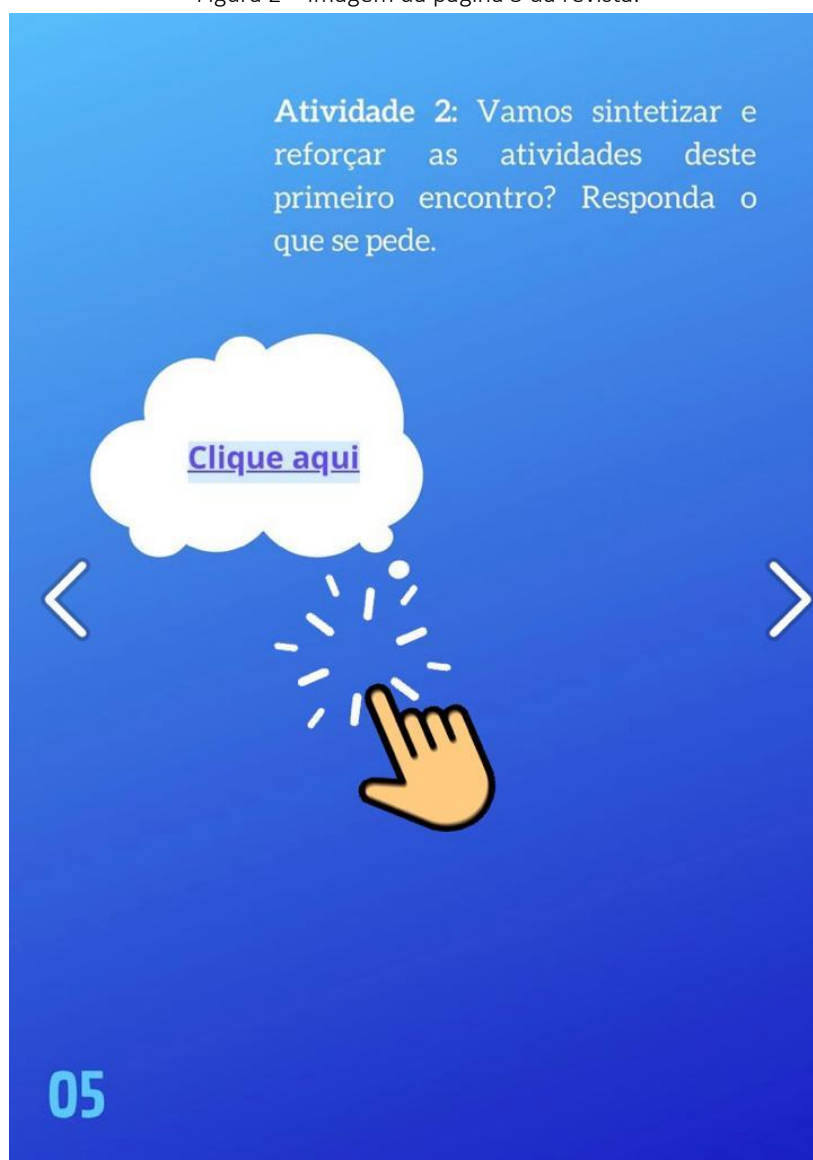 Atividade 2: Vamos sintetizar e
reforçar as atividades deste
primeiro encontro? Responda o
que se pede.
Clique aqui
05